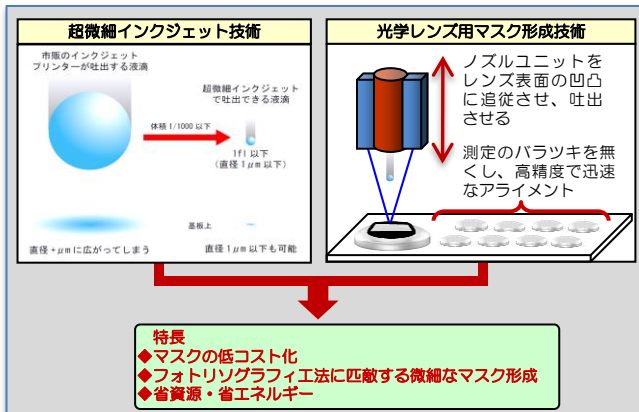 超微細インクジェット技術
市販のインクジェット
プリンターが吐出する液滴
超微細インクジェット
で吐出できる液滴
体積 1/1000 以下
1fl 以下
(直径 1μm 以下)
基板上
直径+μmに広がってしまう
直径 1μm 以下も可能
光学レンズ用マスク形成技術
ノズルユニットを
レンズ表面の凹凸
に追従させ、吐出
させる
測定のバラツキを無
くし、高精度で迅速
なアライメント
特長
◆マスクの低コスト化
◆フォトリソグラフィ工法に匹敵する微細なマスク形成
◆省資源・省エネルギー